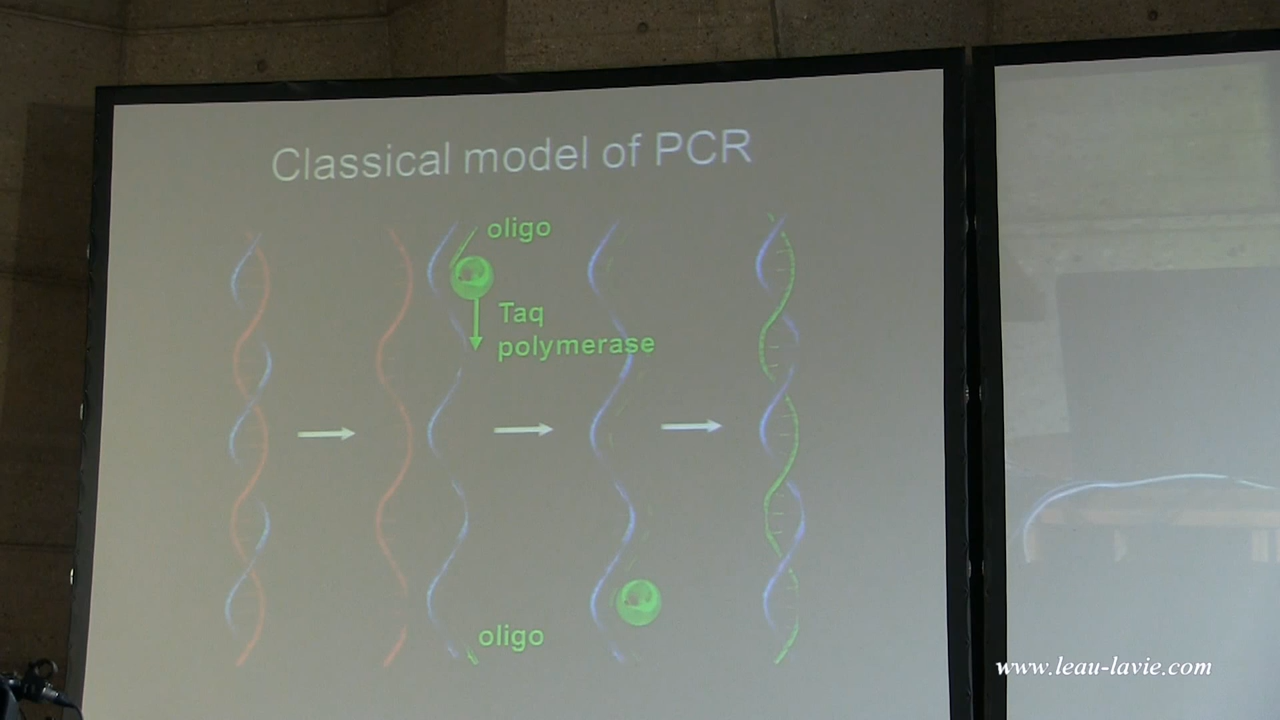 Classical model of PCR
oligo
Taq
polymerase
oligo
www.leau-lavie.com